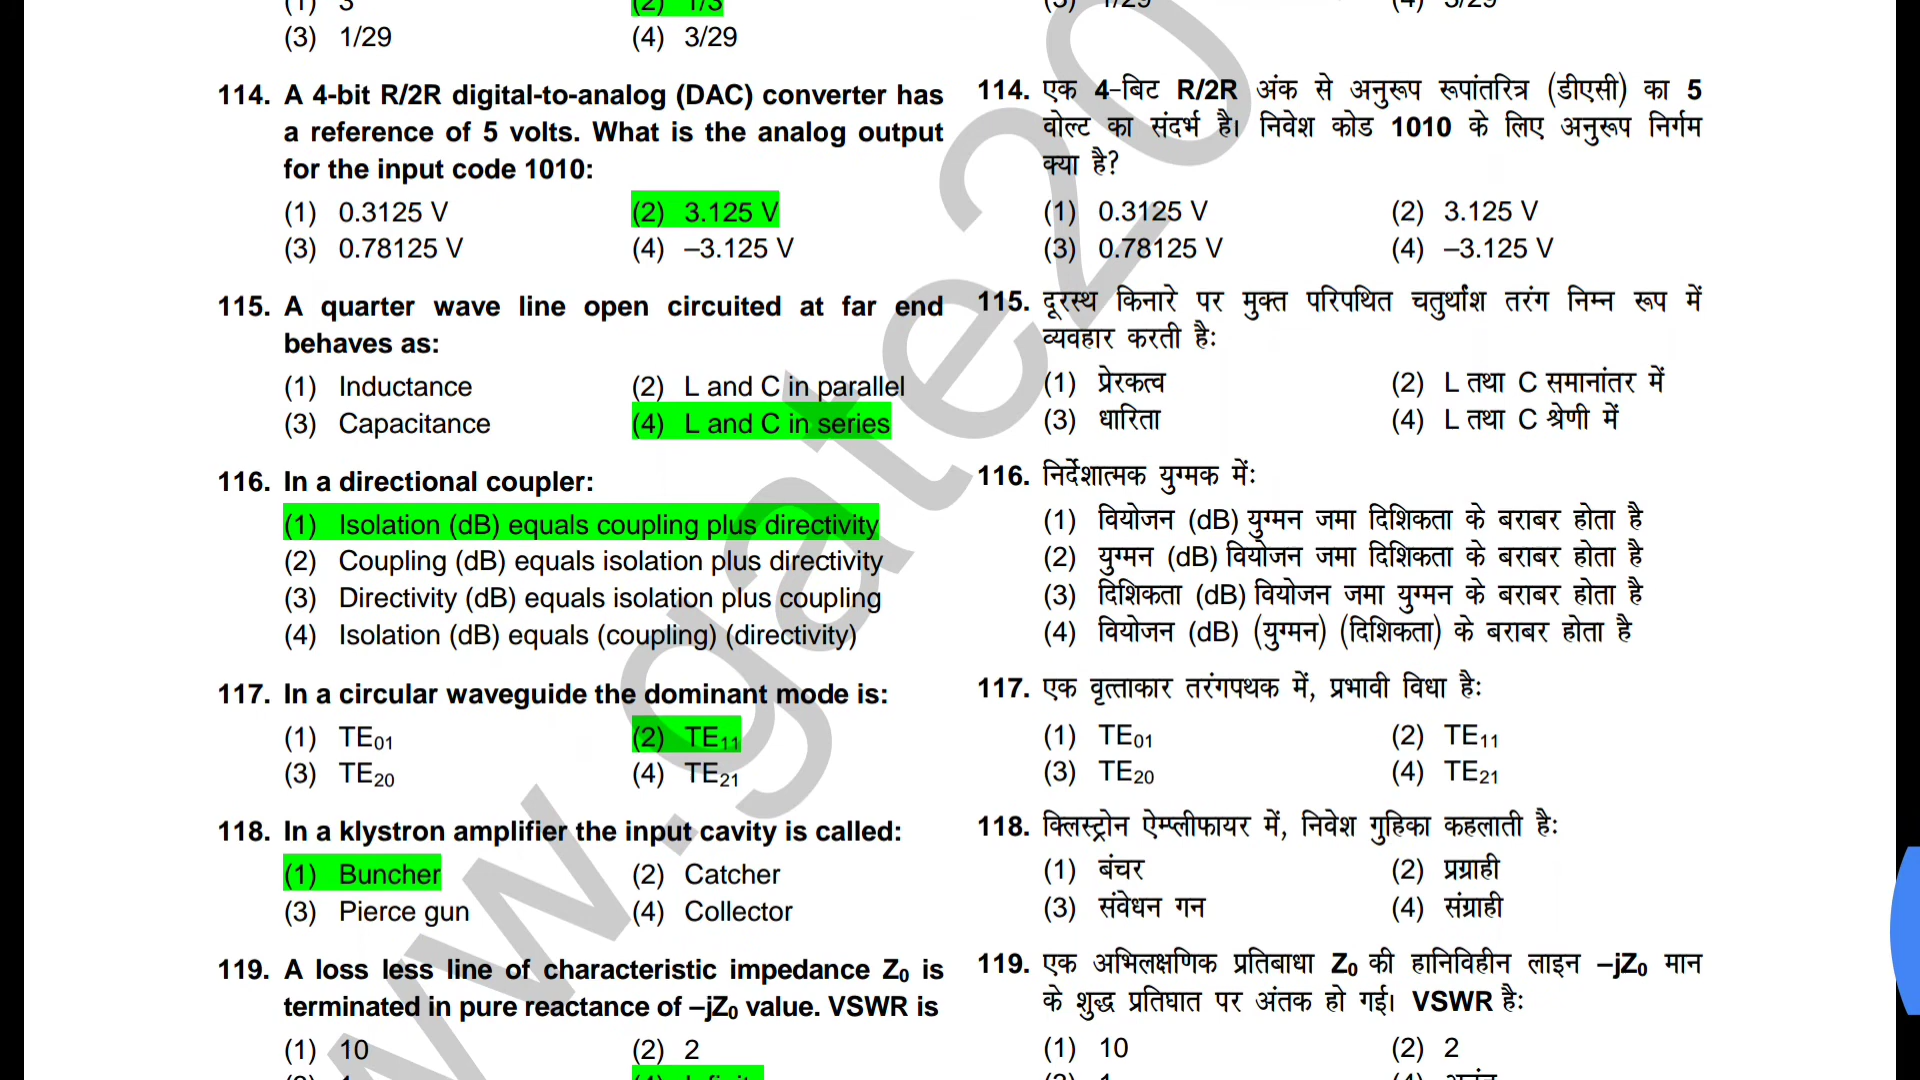 (3) 1/29 (4) 3/29
114. A 4-bit R/2R digital-to-analog (DAC) converter has
a reference of 5 volts. What is the analog output
for the input code 1010:
(1) 0.3125 V (2) 3.125 V
(3) 0.78125 V (4) –3.125 V
115. A quarter wave line open circuited at far end
behaves as:
(1) Inductance (2) L and C in parallel
(3) Capacitance (4) L and C in series
116. In a directional coupler:
(1) Isolation (dB) equals coupling plus directivity
(2) Coupling (dB) equals isolation plus directivity
(3) Directivity (dB) equals isolation plus coupling
(4) Isolation (dB) equals (coupling) (directivity)
117. In a circular waveguide the dominant mode is:
(1) TE01 (2) TE11
(3) TE20 (4) TE21
118. In a klystron amplifier the input cavity is called:
(1) Buncher (2) Catcher
(3) Pierce gun (4) Collector
119. A loss less line of characteristic impedance Z0 is
terminated in pure reactance of –jZ0 value. VSWR is
(1) 10 (2) 2
114. एक 4-बिट R/2R अंक से अनुरूप रूपांतरित्र (डीएसी) का 5
वोल्ट का संदर्भ है। निवेश कोड 1010 के लिए अनुरूप निर्गम
क्या है?
(1) 0.3125 V (2) 3.125 V
(3) 0.78125 V (4) –3.125 V
115. दूरस्थ किनारे पर मुक्त परिपथित चतुर्थांश तरंग निम्न रूप में
व्यवहार करती है:
(1) प्रेरकत्व (2) L तथा C समानांतर में
(3) धारिता (4) L तथा C श्रेणी में
116. निर्देशात्मक युग्मक में:
(1) वियोजन (dB) युग्मन जमा दिशिकता के बराबर होता है
(2) युग्मन (dB) वियोजन जमा दिशिकता के बराबर होता है
(3) दिशिकता (dB) वियोजन जमा युग्मन के बराबर होता है
(4) वियोजन (dB) (युग्मन) (दिशिकता) के बराबर होता है
117. एक वृत्ताकार तरंगपथक में, प्रभावी विधा है:
(1) TE01 (2) TE11
(3) TE20 (4) TE21
118. क्लिस्ट्रोन ऐम्प्लीफायर में, निवेश गुहिका कहलाती है:
(1) बंचर (2) प्रग्राही
(3) संवेधन गन (4) संग्राही
119. एक अभिलक्षणिक प्रतिबाधा Z0 की हानिविहीन लाइन –jZ0 मान
के शुद्ध प्रतिघात पर अंतक हो गई। VSWR है:
(1) 10 (2) 2
w.gate20